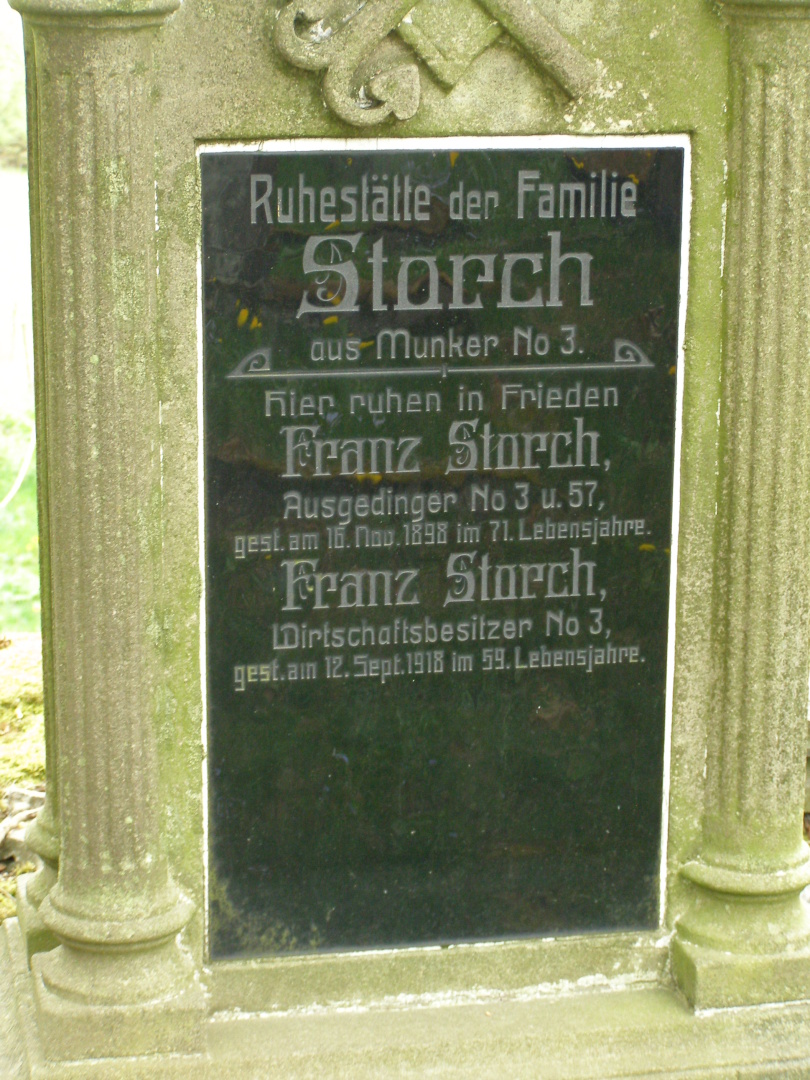 Ruhestätte der Familie
Storch
aus Munker No 3.
Hier ruhen in Frieden
Franz Storch,
Ausgedinger No 3 u. 57,
gest. am 16. Nov. 1898 im 71. Lebensjahre.
Franz Storch,
Wirtschaftsbesitzer No 3,
gest. am 12. Sept. 1918 im 59. Lebensjahre.